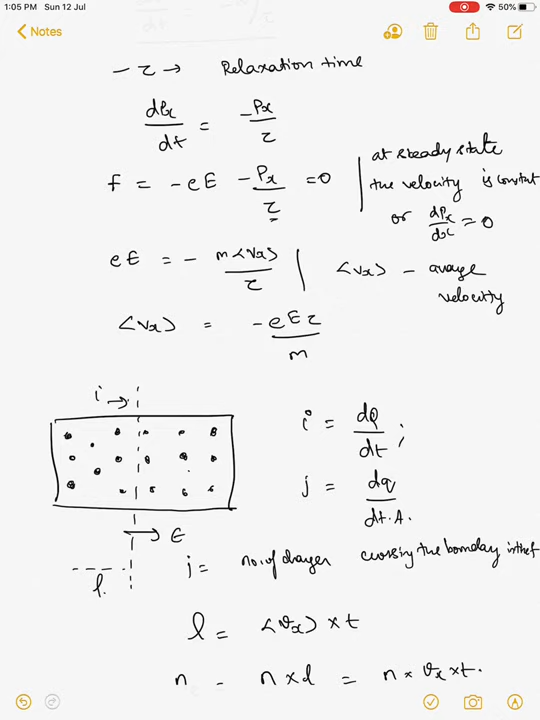 1:05 PM Sun 12 Jul
50%
Notes
- τ → Relaxation time
dPx/dt = -Px/τ
f = -eE - Px/τ = 0
at steady state
the velocity is constant
or dPx/dx = 0
eE = - m<vx>/τ
<vx> - average
velocity
<vx> = -eEτ/m
i →
i = dQ/dt ;
j = dq/dt.A.
→ E
l
j = no. of charges crossing the boundary in the
l = <vx> × t
n - n × l = n × vx × t.